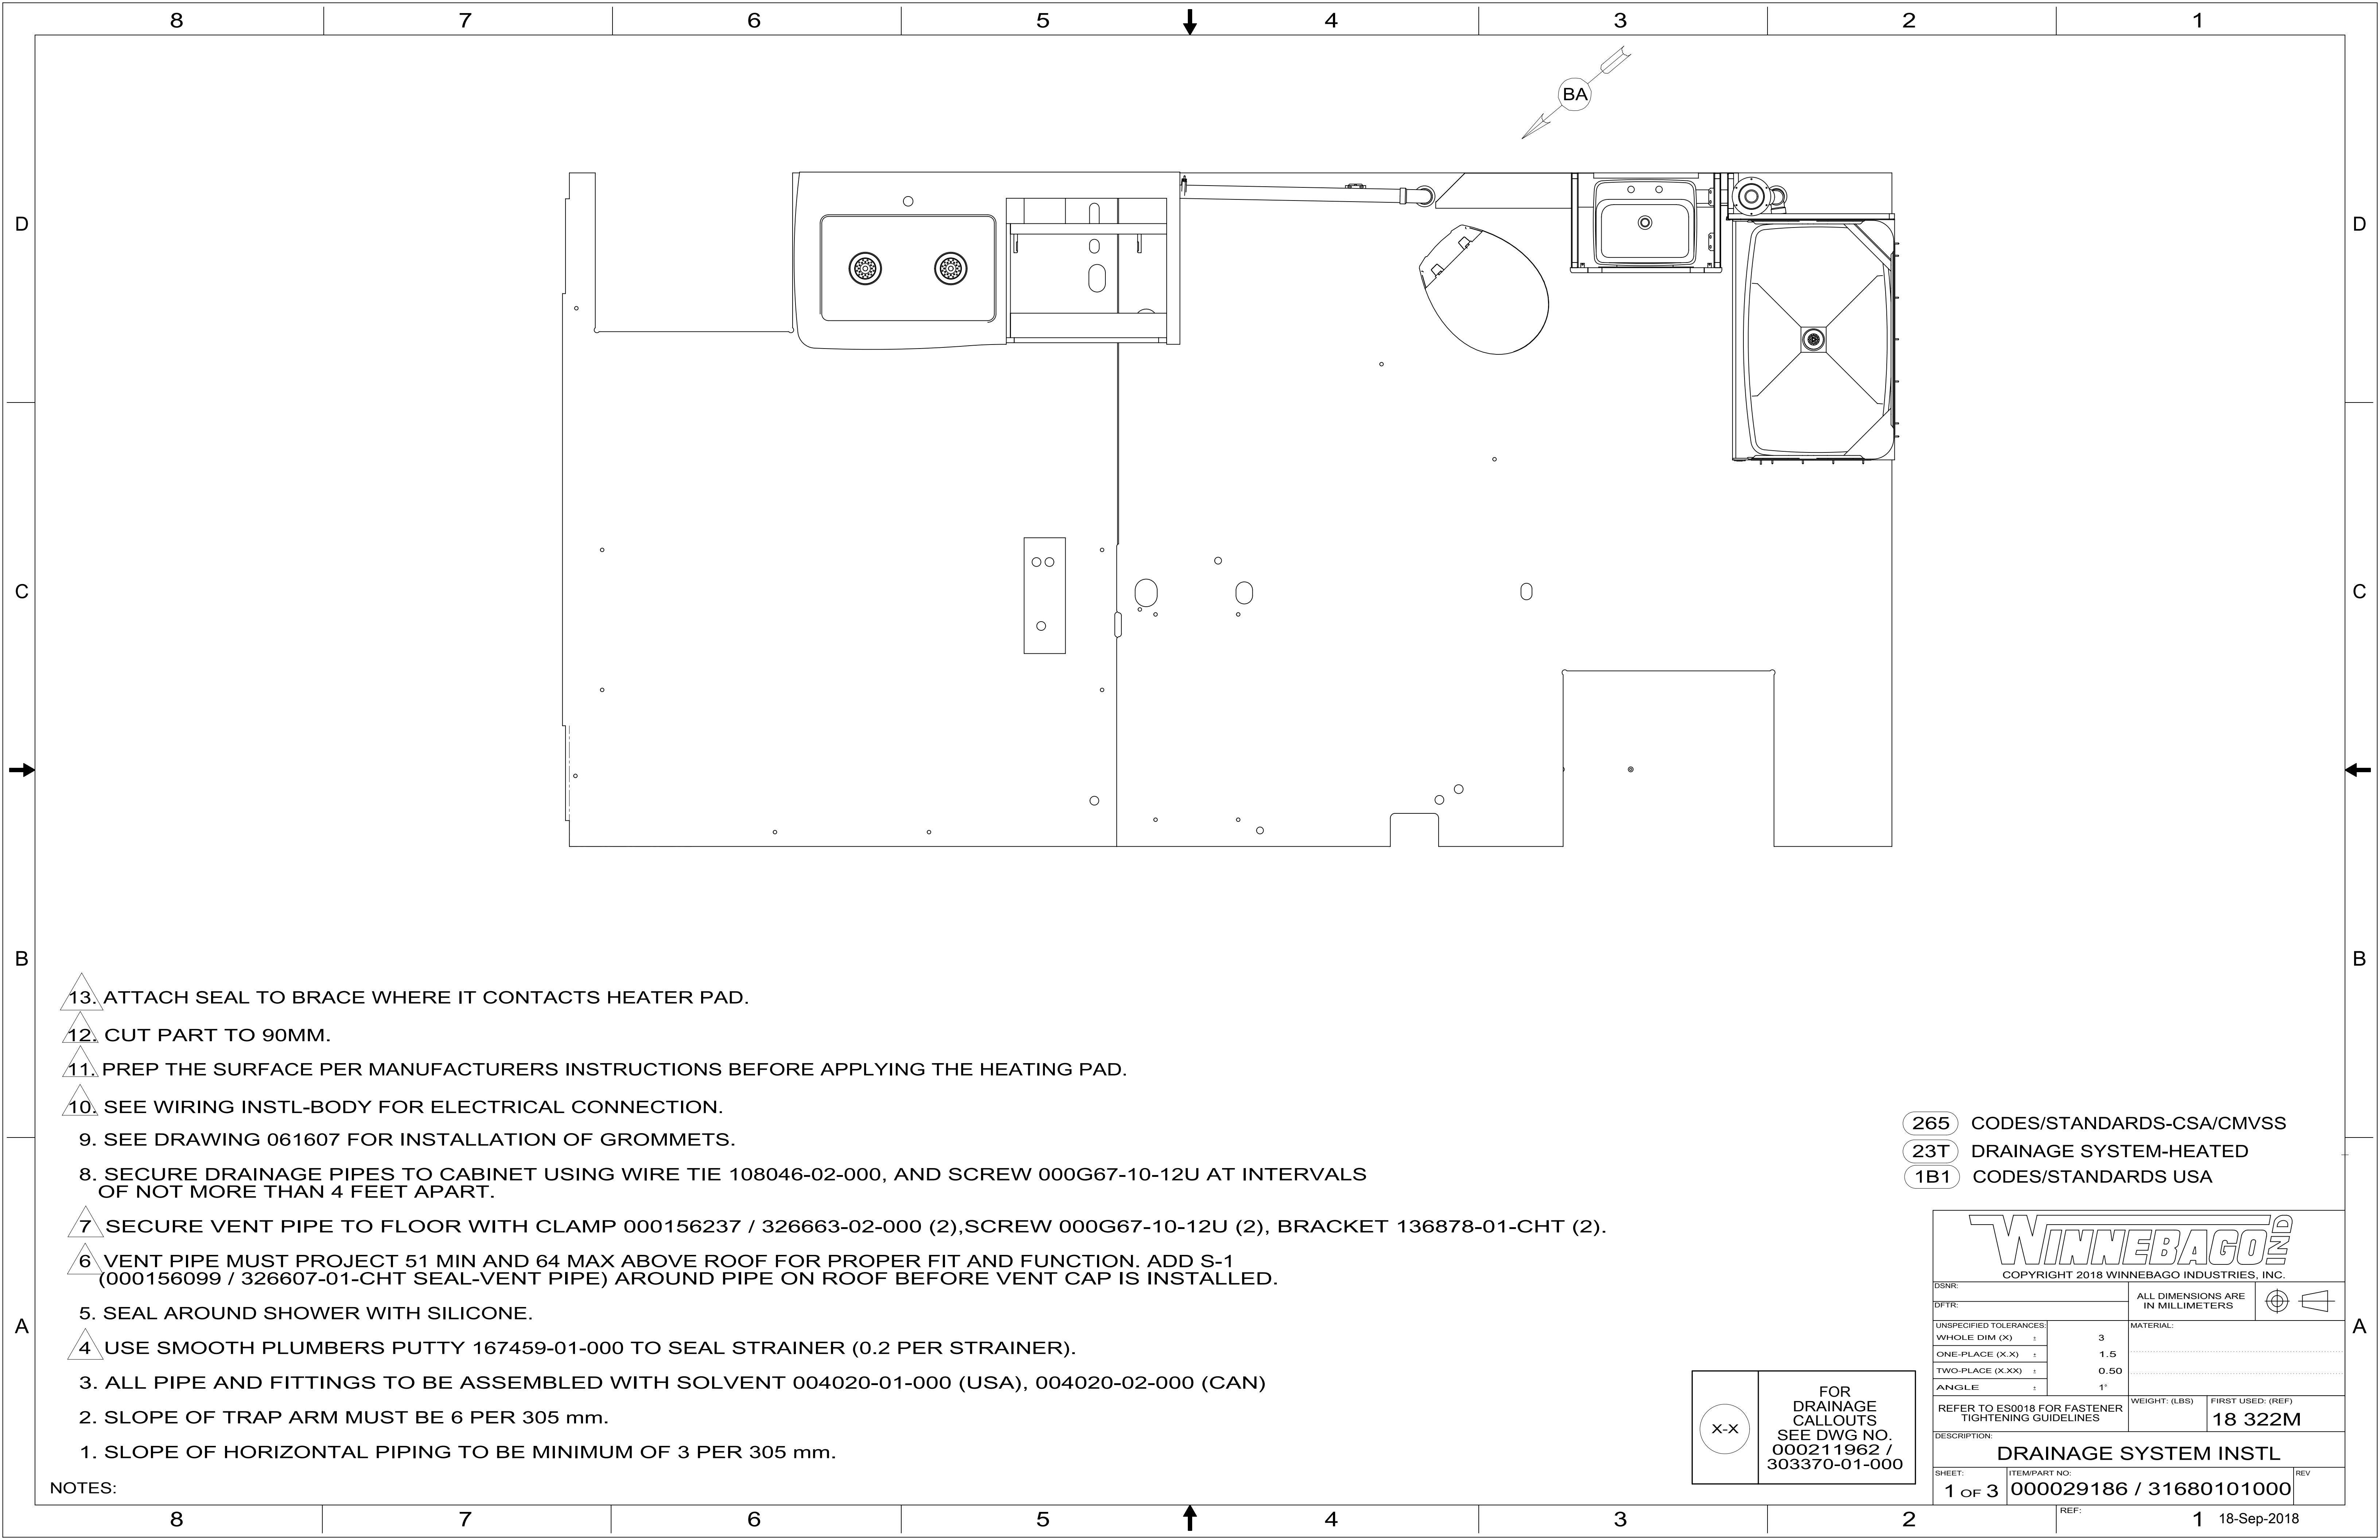 8 7 6 5 4 3 2 1
BA
D D
C C
B B
A A
13. ATTACH SEAL TO BRACE WHERE IT CONTACTS HEATER PAD.
12. CUT PART TO 90MM.
11. PREP THE SURFACE PER MANUFACTURERS INSTRUCTIONS BEFORE APPLYING THE HEATING PAD.
10. SEE WIRING INSTL-BODY FOR ELECTRICAL CONNECTION.
9. SEE DRAWING 061607 FOR INSTALLATION OF GROMMETS.
8. SECURE DRAINAGE PIPES TO CABINET USING WIRE TIE 108046-02-000, AND SCREW 000G67-10-12U AT INTERVALS
OF NOT MORE THAN 4 FEET APART.
7 SECURE VENT PIPE TO FLOOR WITH CLAMP 000156237 / 326663-02-000 (2),SCREW 000G67-10-12U (2), BRACKET 136878-01-CHT (2).
6 VENT PIPE MUST PROJECT 51 MIN AND 64 MAX ABOVE ROOF FOR PROPER FIT AND FUNCTION. ADD S-1
(000156099 / 326607-01-CHT SEAL-VENT PIPE) AROUND PIPE ON ROOF BEFORE VENT CAP IS INSTALLED.
5. SEAL AROUND SHOWER WITH SILICONE.
4 USE SMOOTH PLUMBERS PUTTY 167459-01-000 TO SEAL STRAINER (0.2 PER STRAINER).
3. ALL PIPE AND FITTINGS TO BE ASSEMBLED WITH SOLVENT 004020-01-000 (USA), 004020-02-000 (CAN)
2. SLOPE OF TRAP ARM MUST BE 6 PER 305 mm.
1. SLOPE OF HORIZONTAL PIPING TO BE MINIMUM OF 3 PER 305 mm.
NOTES:
265 CODES/STANDARDS-CSA/CMVSS
23T DRAINAGE SYSTEM-HEATED
1B1 CODES/STANDARDS USA
X-X
FOR
DRAINAGE
CALLOUTS
SEE DWG NO.
000211962 /
303370-01-000
WINNEBAGO IND
COPYRIGHT 2018 WINNEBAGO INDUSTRIES, INC.
DSNR:
DFTR:
ALL DIMENSIONS ARE
IN MILLIMETERS
UNSPECIFIED TOLERANCES:
WHOLE DIM (X) ± 3
ONE-PLACE (X.X) ± 1.5
TWO-PLACE (X.XX) ± 0.50
ANGLE ± 1°
MATERIAL:
REFER TO ES0018 FOR FASTENER
TIGHTENING GUIDELINES
WEIGHT: (LBS)
FIRST USED: (REF)
18 322M
DESCRIPTION:
DRAINAGE SYSTEM INSTL
SHEET:
1 OF 3
ITEM/PART NO:
000029186 / 31680101000
REV
REF:
18-Sep-2018
8 7 6 5 4 3 2 1